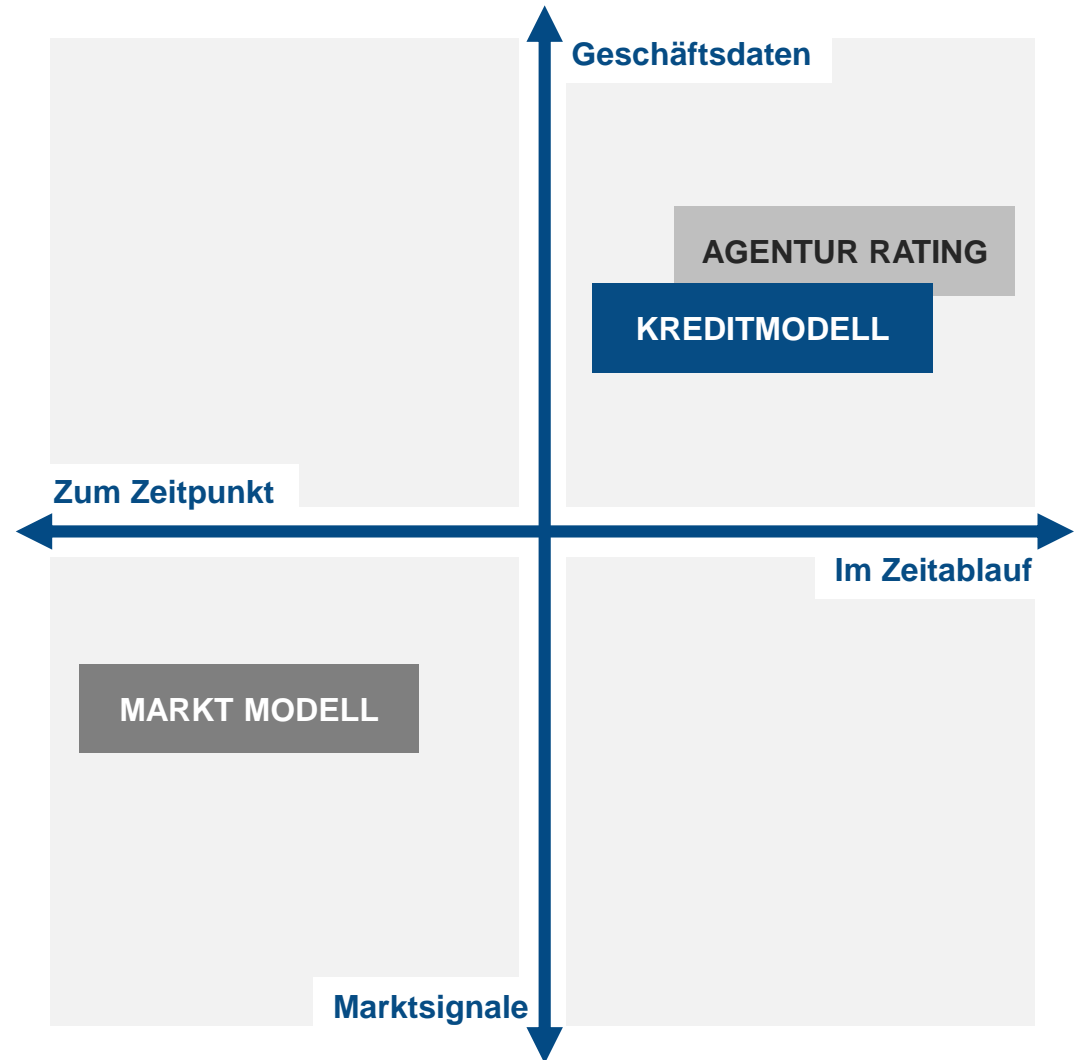 Geschäftsdaten
AGENTUR RATING
KREDITMODELL
Zum Zeitpunkt
Im Zeitablauf
MARKT MODELL
Marktsignale